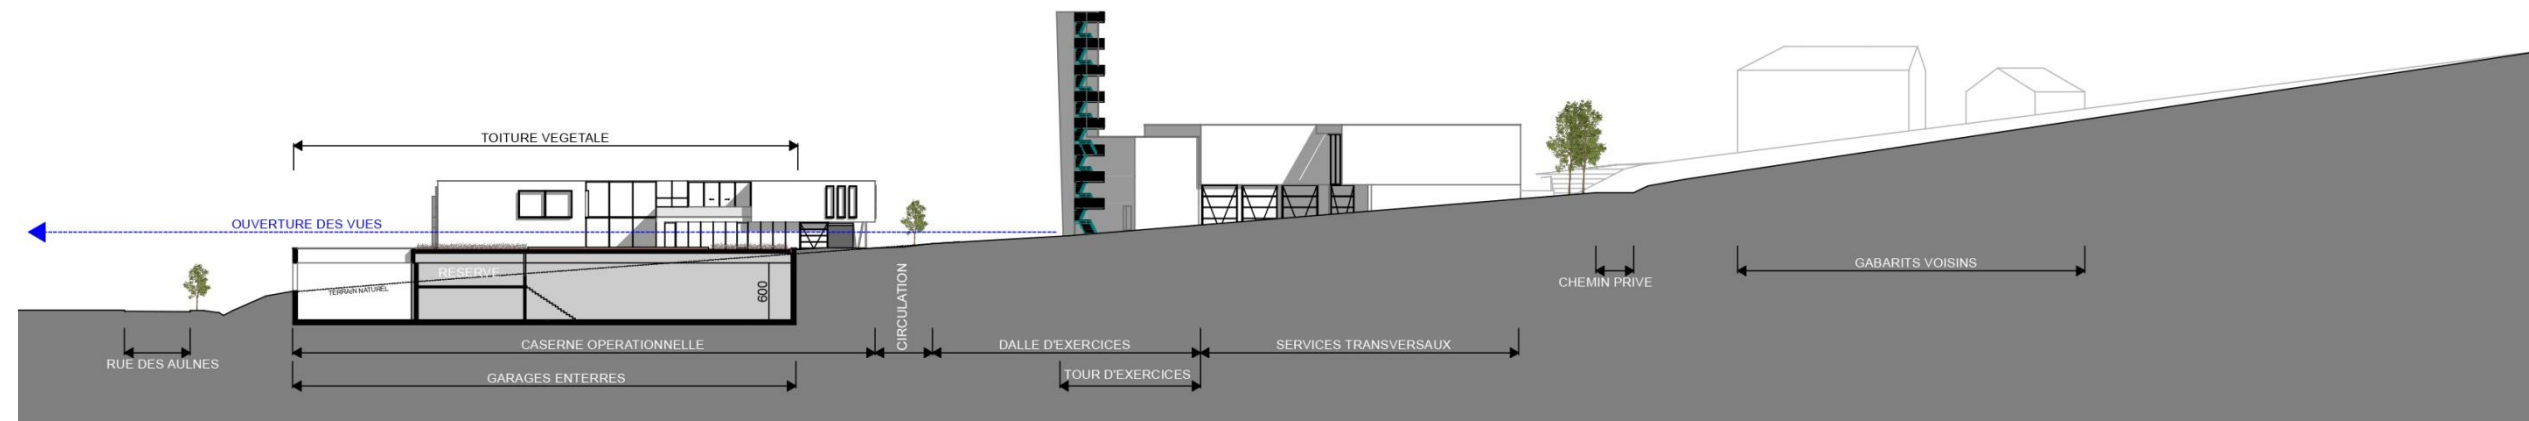 TOITURE VEGETALE
OUVERTURE DES VUES
RESERVE
TERRAIN NATUREL
600
CIRCULATION
CHEMIN PRIVE
GABARITS VOISINS
RUE DES AULNES
CASERNE OPERATIONNELLE
DALLE D'EXERCICES
SERVICES TRANSVERSAUX
GARAGES ENTERRES
TOUR D'EXERCICES